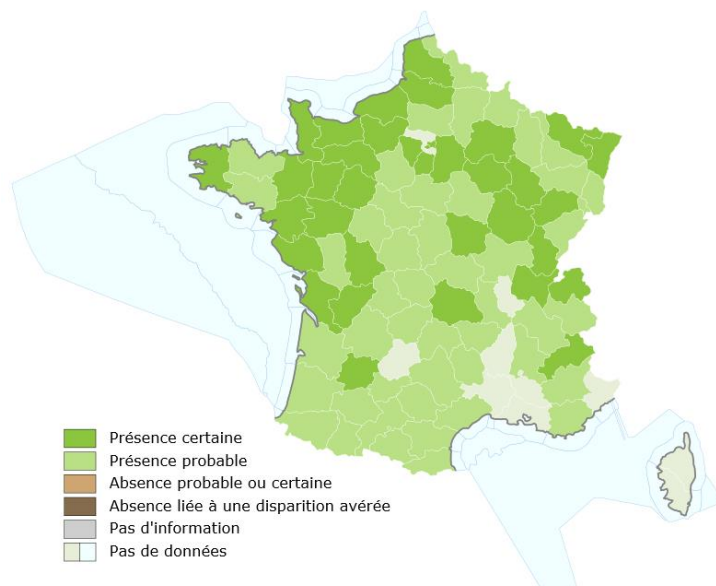 Présence certaine
Présence probable
Absence probable ou certaine
Absence liée à une disparition avérée
Pas d'information
Pas de données